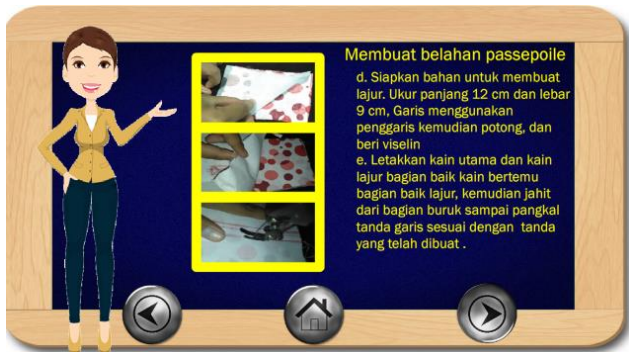 Membuat belahan passepoile
d. Siapkan bahan untuk membuat
lajur. Ukur panjang 12 cm dan lebar
9 cm, Garis menggunakan
penggaris kemudian potong, dan
beri viselin
e. Letakkan kain utama dan kain
lajur bagian baik kain bertemu
bagian baik lajur, kemudian jahit
dari bagian buruk sampai pangkal
tanda garis sesuai dengan tanda
yang telah dibuat .